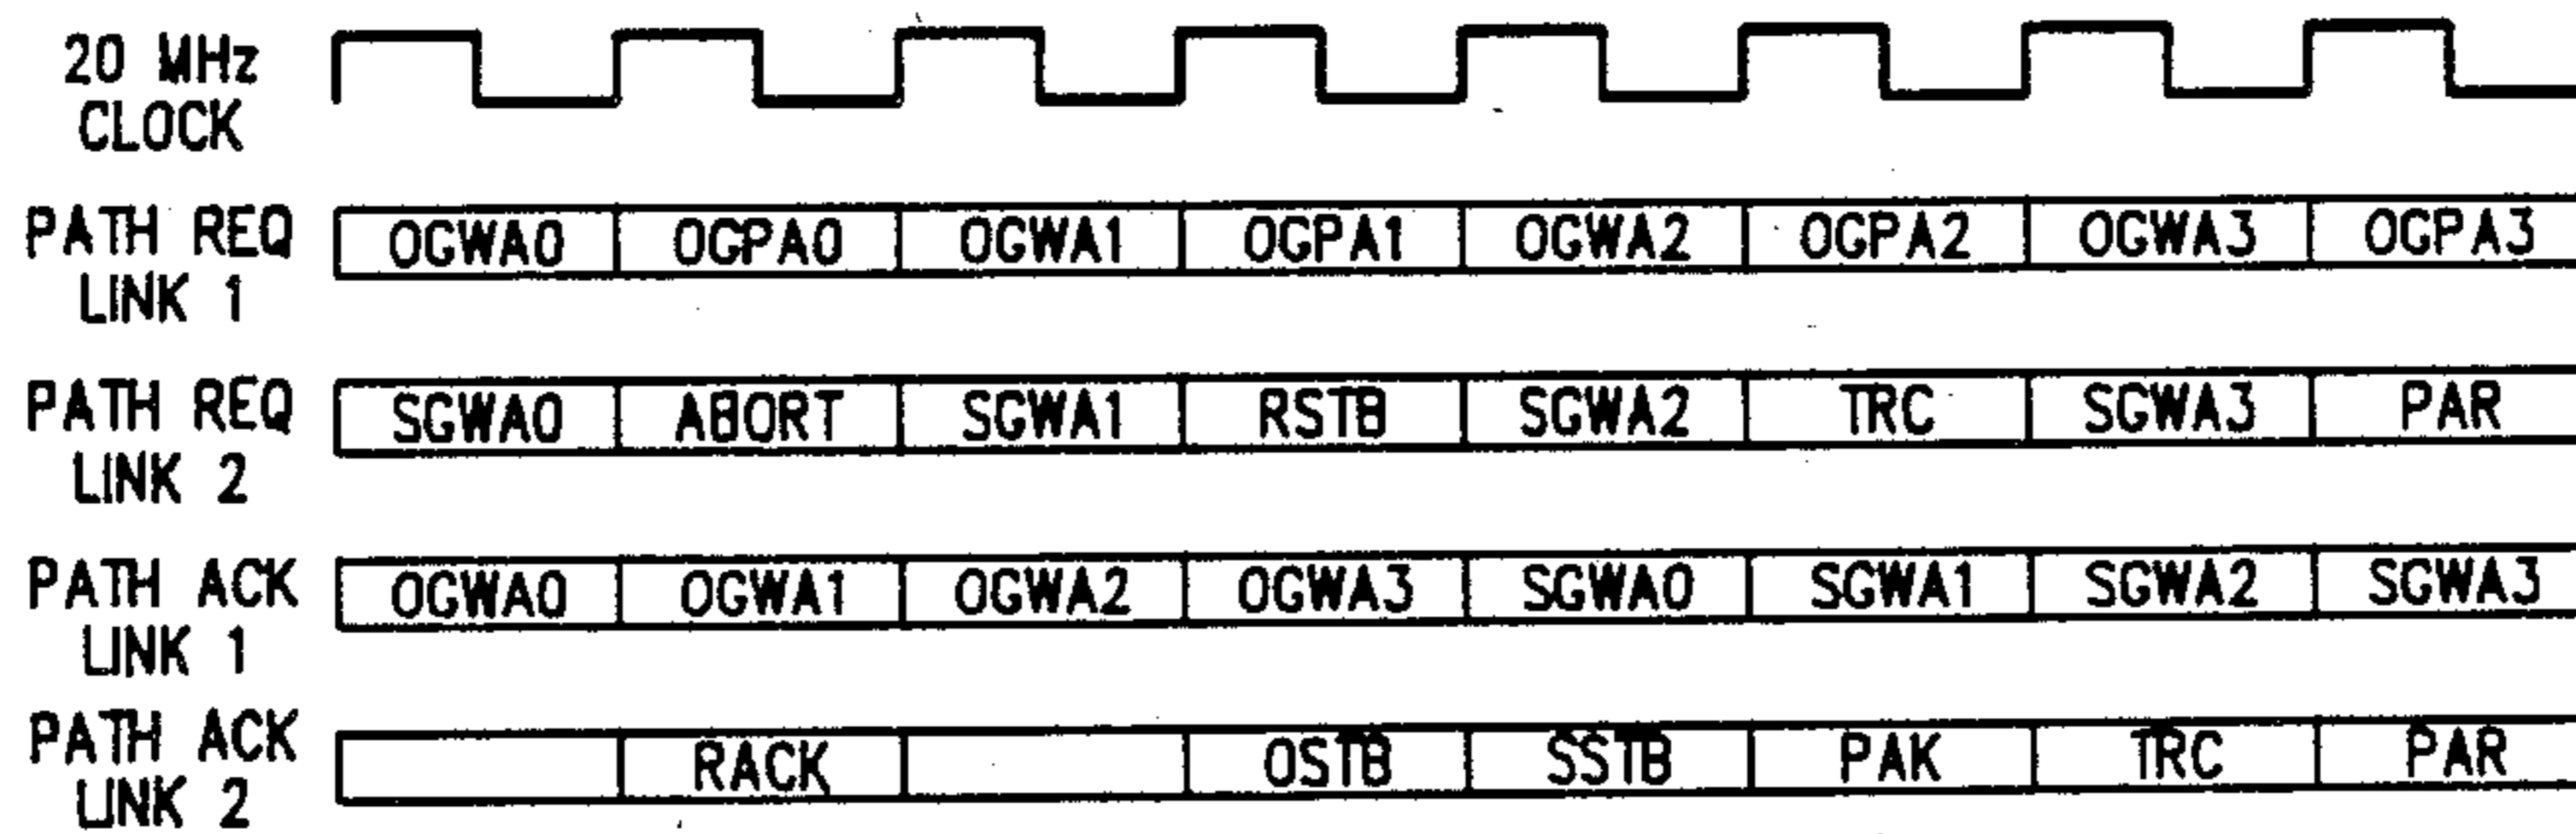 20 MHz
CLOCK
PATH REQ
LINK 1
OGWA0 OGPA0 OGWA1 OGPA1 OGWA2 OGPA2 OGWA3 OGPA3
PATH REQ
LINK 2
SGWA0 ABORT SGWA1 RSTB SGWA2 TRC SGWA3 PAR
PATH ACK
LINK 1
OGWA0 OGWA1 OGWA2 OGWA3 SGWA0 SGWA1 SGWA2 SGWA3
PATH ACK
LINK 2
RACK OSTB SSTB PAK TRC PAR